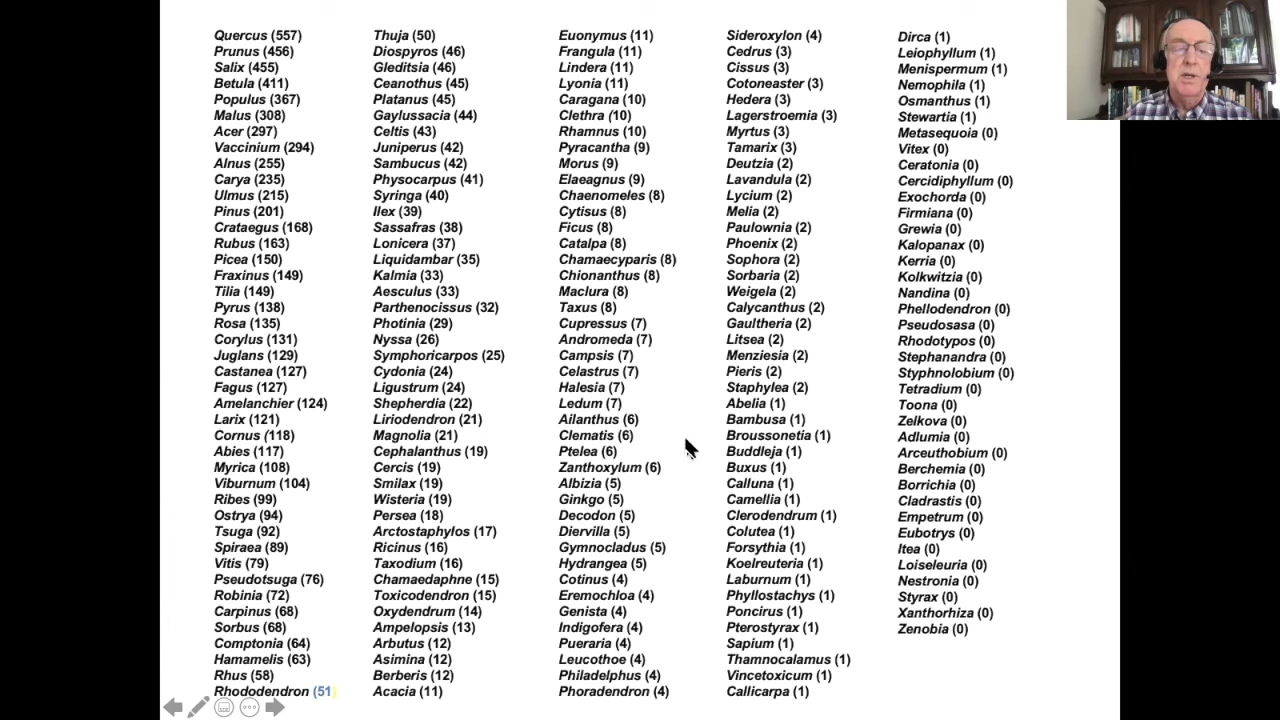 Quercus (557)
Prunus (456)
Salix (455)
Betula (411)
Populus (367)
Malus (308)
Acer (297)
Vaccinium (294)
Alnus (255)
Carya (235)
Ulmus (215)
Pinus (201)
Crataegus (168)
Rubus (163)
Picea (150)
Fraxinus (149)
Tilia (149)
Pyrus (138)
Rosa (135)
Corylus (131)
Juglans (129)
Castanea (127)
Fagus (127)
Amelanchier (124)
Larix (121)
Cornus (118)
Abies (117)
Myrica (108)
Viburnum (104)
Ribes (99)
Ostrya (94)
Tsuga (92)
Spiraea (89)
Vitis (79)
Pseudotsuga (76)
Robinia (72)
Carpinus (68)
Sorbus (68)
Comptonia (64)
Hamamelis (63)
Rhus (58)
Rhododendron (51)
Thuja (50)
Diospyros (46)
Gleditsia (46)
Ceanothus (45)
Platanus (45)
Gaylussacia (44)
Celtis (43)
Juniperus (42)
Sambucus (42)
Physocarpus (41)
Syringa (40)
Ilex (39)
Sassafras (38)
Lonicera (37)
Liquidambar (35)
Kalmia (33)
Aesculus (33)
Parthenocissus (32)
Photinia (29)
Nyssa (26)
Symphoricarpos (25)
Cydonia (24)
Ligustrum (24)
Shepherdia (22)
Liriodendron (21)
Magnolia (21)
Cephalanthus (19)
Cercis (19)
Smilax (19)
Wisteria (19)
Persea (18)
Arctostaphylos (17)
Ricinus (16)
Taxodium (16)
Chamaedaphne (15)
Toxicodendron (15)
Oxydendrum (14)
Ampelopsis (13)
Arbutus (12)
Asimina (12)
Berberis (12)
Acacia (11)
Euonymus (11)
Frangula (11)
Lindera (11)
Lyonia (11)
Caragana (10)
Clethra (10)
Rhamnus (10)
Pyracantha (9)
Morus (9)
Elaeagnus (9)
Chaenomeles (8)
Cytisus (8)
Ficus (8)
Catalpa (8)
Chamaecyparis (8)
Chionanthus (8)
Maclura (8)
Taxus (8)
Cupressus (7)
Andromeda (7)
Campsis (7)
Celastrus (7)
Halesia (7)
Ledum (7)
Ailanthus (6)
Clematis (6)
Ptelea (6)
Zanthoxylum (6)
Albizia (5)
Ginkgo (5)
Decodon (5)
Diervilla (5)
Gymnocladus (5)
Hydrangea (5)
Cotinus (4)
Eremochloa (4)
Genista (4)
Indigofera (4)
Pueraria (4)
Leucothoe (4)
Philadelphus (4)
Phoradendron (4)
Sideroxylon (4)
Cedrus (3)
Cissus (3)
Cotoneaster (3)
Hedera (3)
Lagerstroemia (3)
Myrtus (3)
Tamarix (3)
Deutzia (2)
Lavandula (2)
Lycium (2)
Melia (2)
Paulownia (2)
Phoenix (2)
Sophora (2)
Sorbaria (2)
Weigela (2)
Calycanthus (2)
Gaultheria (2)
Litsea (2)
Menziesia (2)
Pieris (2)
Staphylea (2)
Abelia (1)
Bambusa (1)
Broussonetia (1)
Buddleja (1)
Buxus (1)
Calluna (1)
Camellia (1)
Clerodendrum (1)
Colutea (1)
Forsythia (1)
Koelreuteria (1)
Laburnum (1)
Phyllostachys (1)
Poncirus (1)
Pterostyrax (1)
Sapium (1)
Thamnocalamus (1)
Vincetoxicum (1)
Callicarpa (1)
Dirca (1)
Leiophyllum (1)
Menispermum (1)
Nemophila (1)
Osmanthus (1)
Stewartia (1)
Metasequoia (0)
Vitex (0)
Ceratonia (0)
Cercidiphyllum (0)
Exochorda (0)
Firmiana (0)
Grewia (0)
Kalopanax (0)
Kerria (0)
Kolkwitzia (0)
Nandina (0)
Phellodendron (0)
Pseudosasa (0)
Rhodotypos (0)
Stephanandra (0)
Styphnolobium (0)
Tetradium (0)
Toona (0)
Zelkova (0)
Adlumia (0)
Arceuthobium (0)
Berchemia (0)
Borrichia (0)
Cladrastis (0)
Empetrum (0)
Eubotrys (0)
Itea (0)
Loiseleuria (0)
Nestronia (0)
Styrax (0)
Xanthorhiza (0)
Zenobia (0)